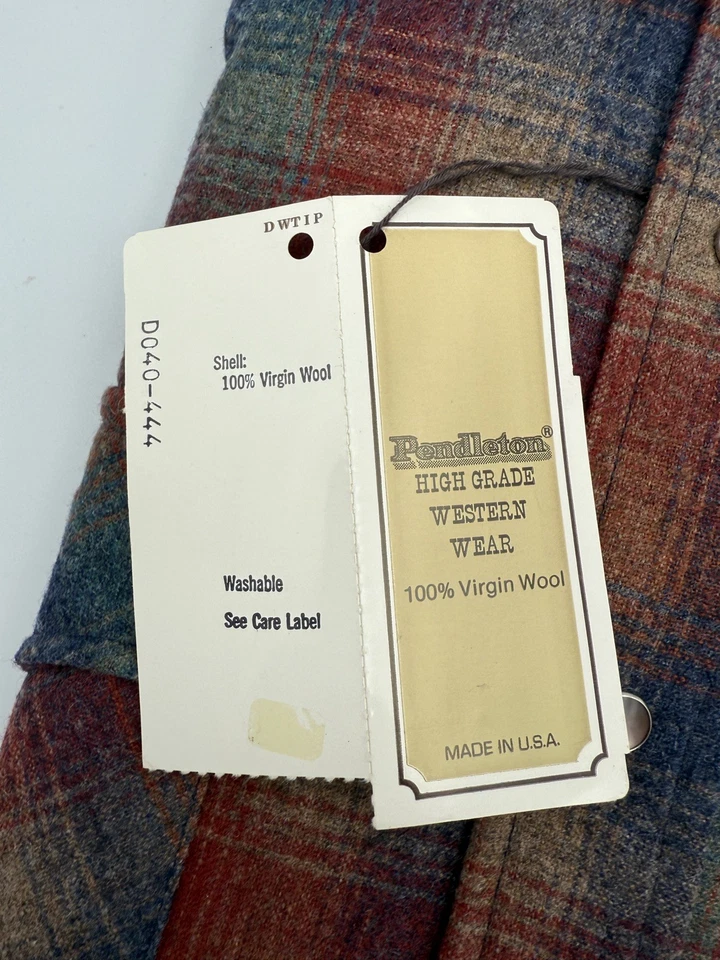 DWTIP
D040-444
Shell:
100% Virgin Wool
Washable
See Care Label
Pendleton®
HIGH GRADE
WESTERN
WEAR
100% Virgin Wool
MADE IN U.S.A.